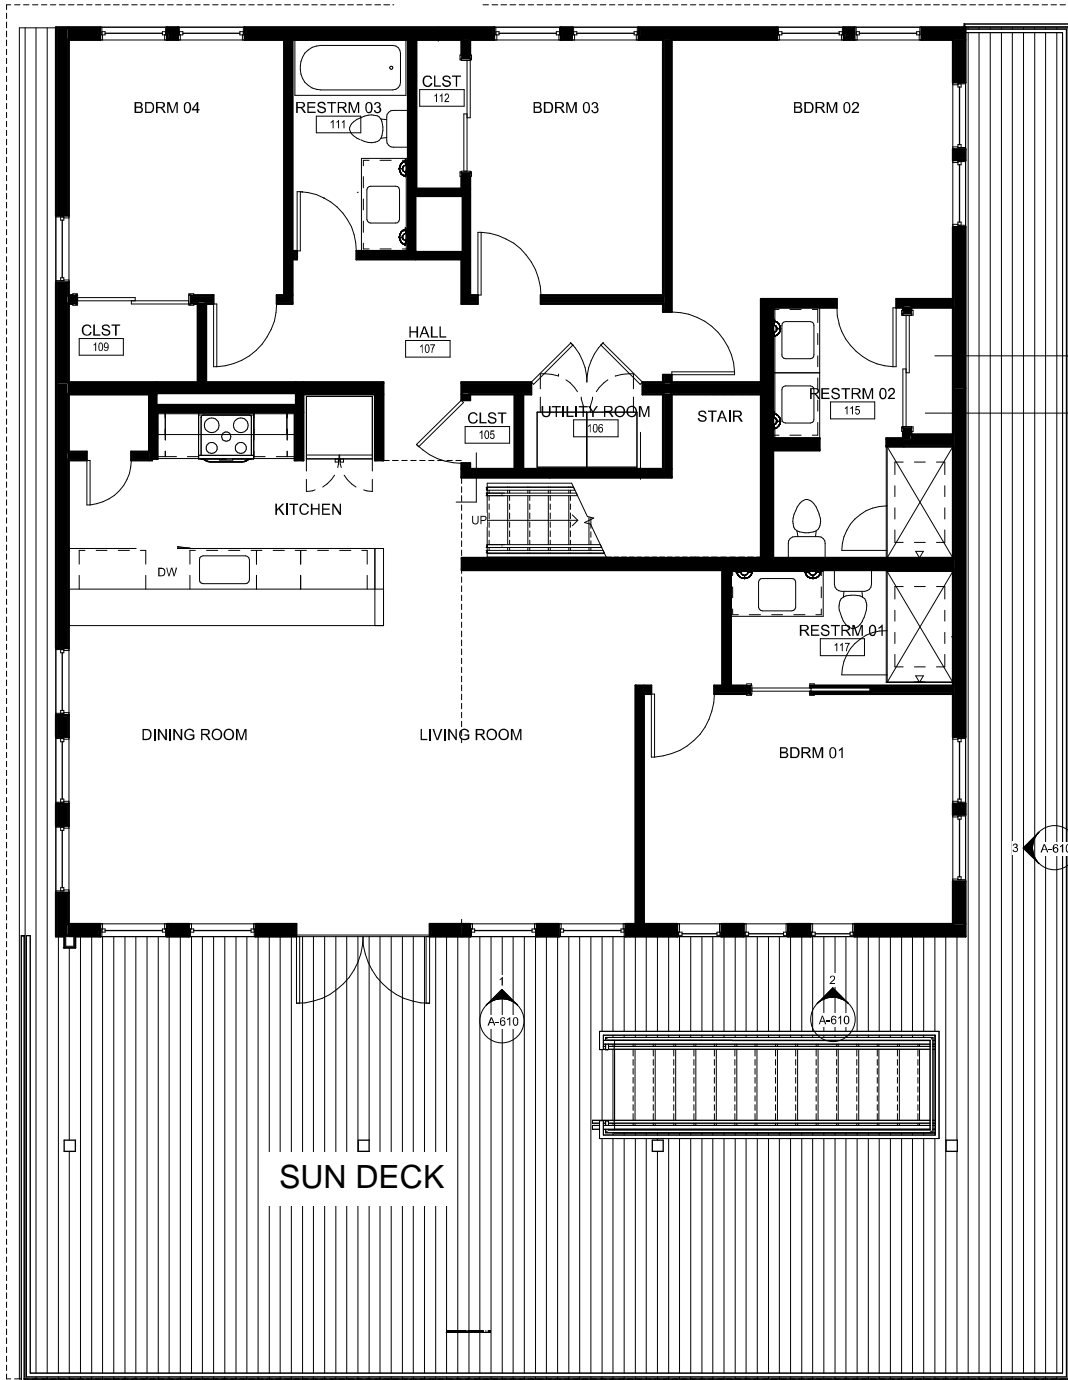 CLST
112
BDRM 04
RESTRM 03
111
BDRM 03
BDRM 02
CLST
109
HALL
107
RESTRM 02
115
CLST
105
UTILITY ROOM
106
STAIR
KITCHEN
UP
DW
RESTRM 01
117
DINING ROOM
LIVING ROOM
BDRM 01
3
A-610
1
A-610
2
A-610
SUN DECK